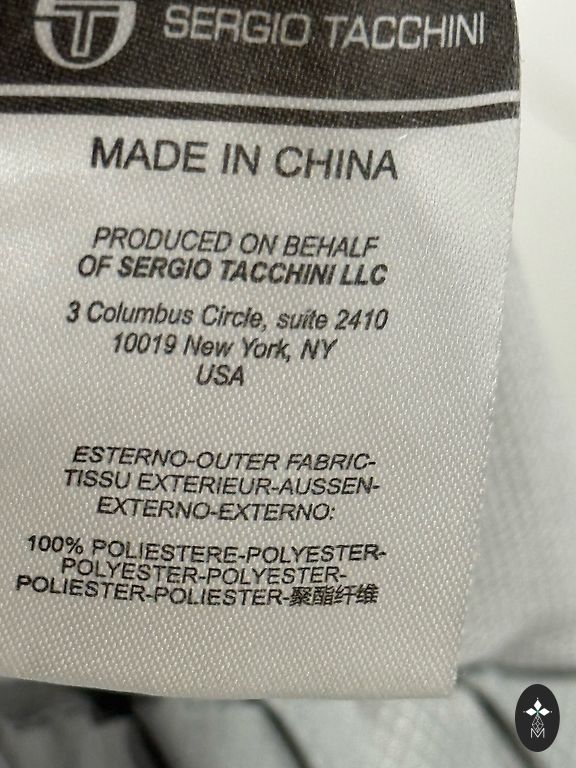 SERGIO TACCHINI
MADE IN CHINA
PRODUCED ON BEHALF
OF SERGIO TACCHINI LLC
3 Columbus Circle, suite 2410
10019 New York, NY
USA
ESTERNO-OUTER FABRIC-
TISSU EXTERIEUR-AUSSEN-
EXTERNO-EXTERNO:
100% POLIESTERE-POLYESTER-
POLYESTER-POLYESTER-
POLIESTER-POLIESTER-聚酯纤维
M